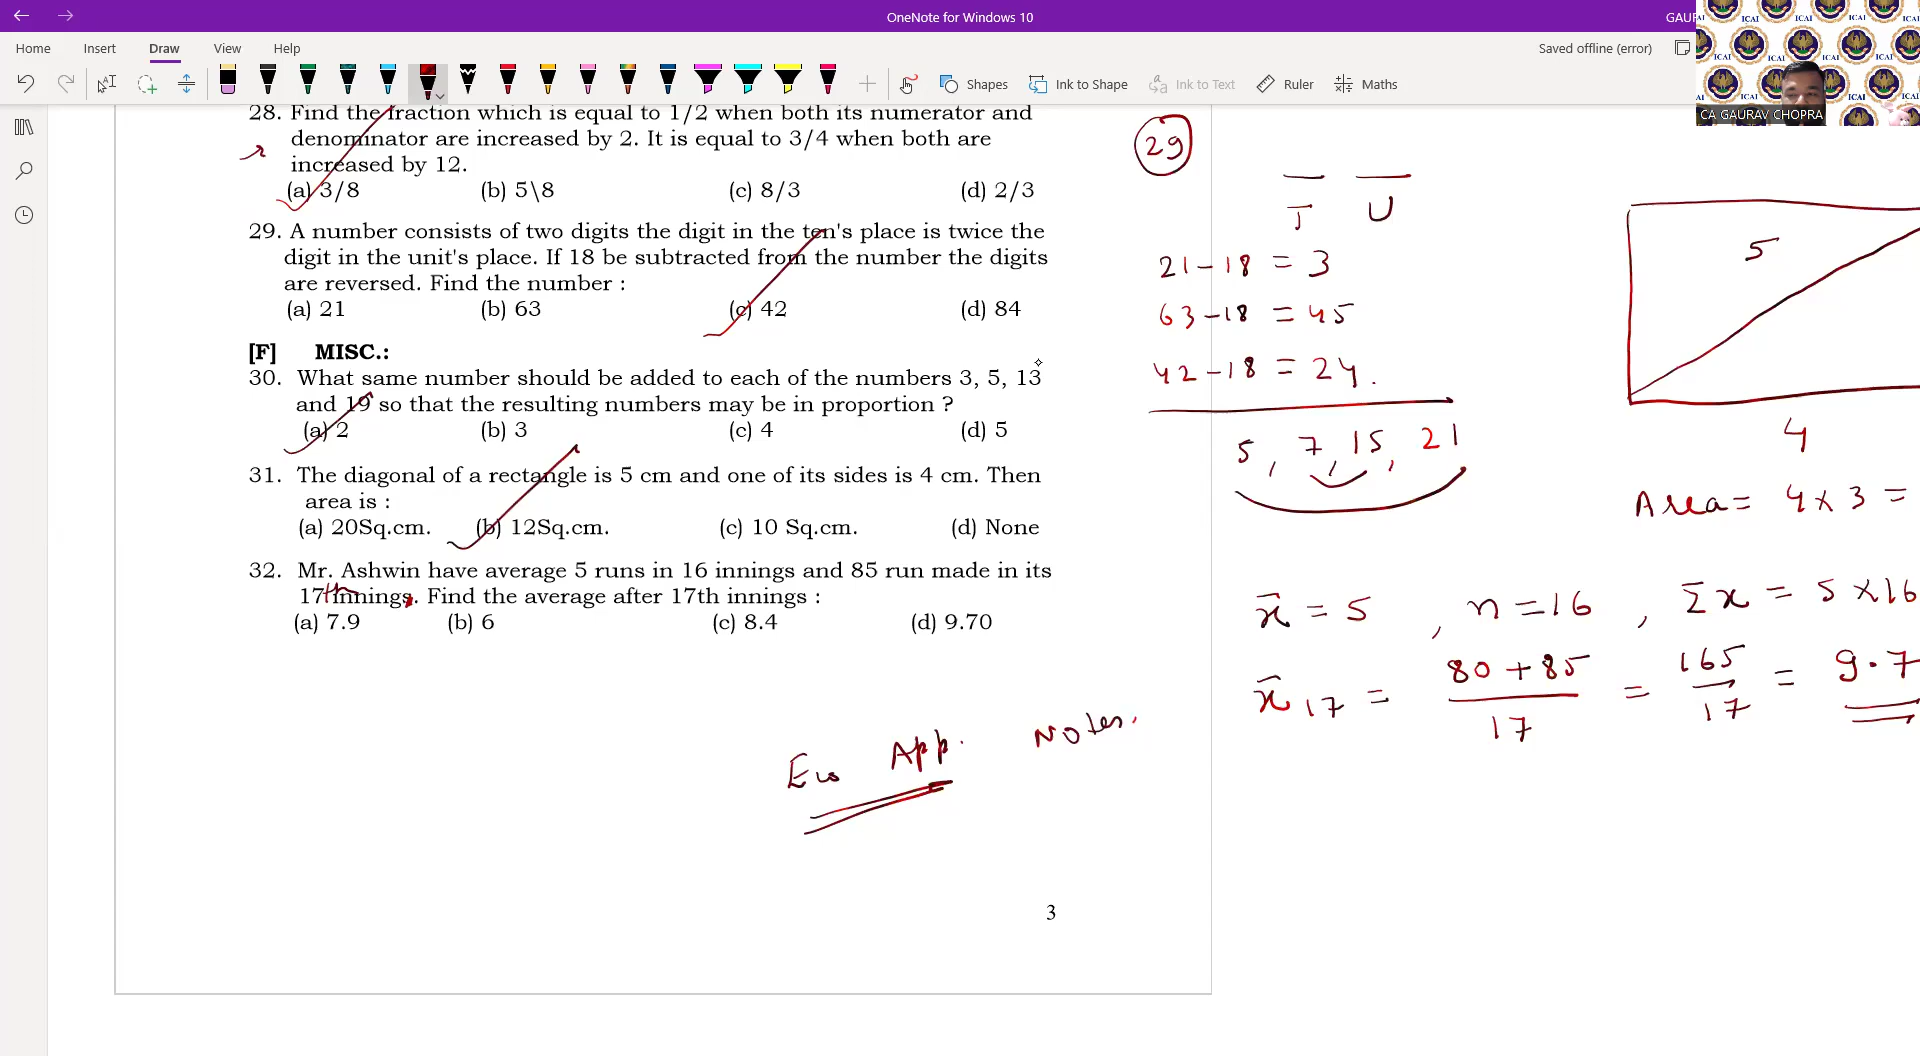 OneNote for Windows 10
GAUR
Home Insert Draw View Help
Saved offline (error)
Shapes Ink to Shape Ink to Text Ruler Maths
ICAI
CA GAURAV CHOPRA
28. Find the fraction which is equal to 1/2 when both its numerator and
denominator are increased by 2. It is equal to 3/4 when both are
increased by 12.
(a) 3/8 (b) 5\8 (c) 8/3 (d) 2/3
29. A number consists of two digits the digit in the ten's place is twice the
digit in the unit's place. If 18 be subtracted from the number the digits
are reversed. Find the number :
(a) 21 (b) 63 (c) 42 (d) 84
[F] MISC.:
30. What same number should be added to each of the numbers 3, 5, 13
and 19 so that the resulting numbers may be in proportion ?
(a) 2 (b) 3 (c) 4 (d) 5
31. The diagonal of a rectangle is 5 cm and one of its sides is 4 cm. Then
area is :
(a) 20Sq.cm. (b) 12Sq.cm. (c) 10 Sq.cm. (d) None
32. Mr. Ashwin have average 5 runs in 16 innings and 85 run made in its
17th innings. Find the average after 17th innings :
(a) 7.9 (b) 6 (c) 8.4 (d) 9.70
App. Notes.
3
29
T U
21 - 18 = 3
63 - 18 = 45
42 - 18 = 24.
5, 7, 15, 21
5
4
Area = 4 x 3 =
x̄ = 5 , n = 16 , Σx = 5 x 16
x̄ 17 = 80 + 85 / 17 = 165 / 17 = 9.7